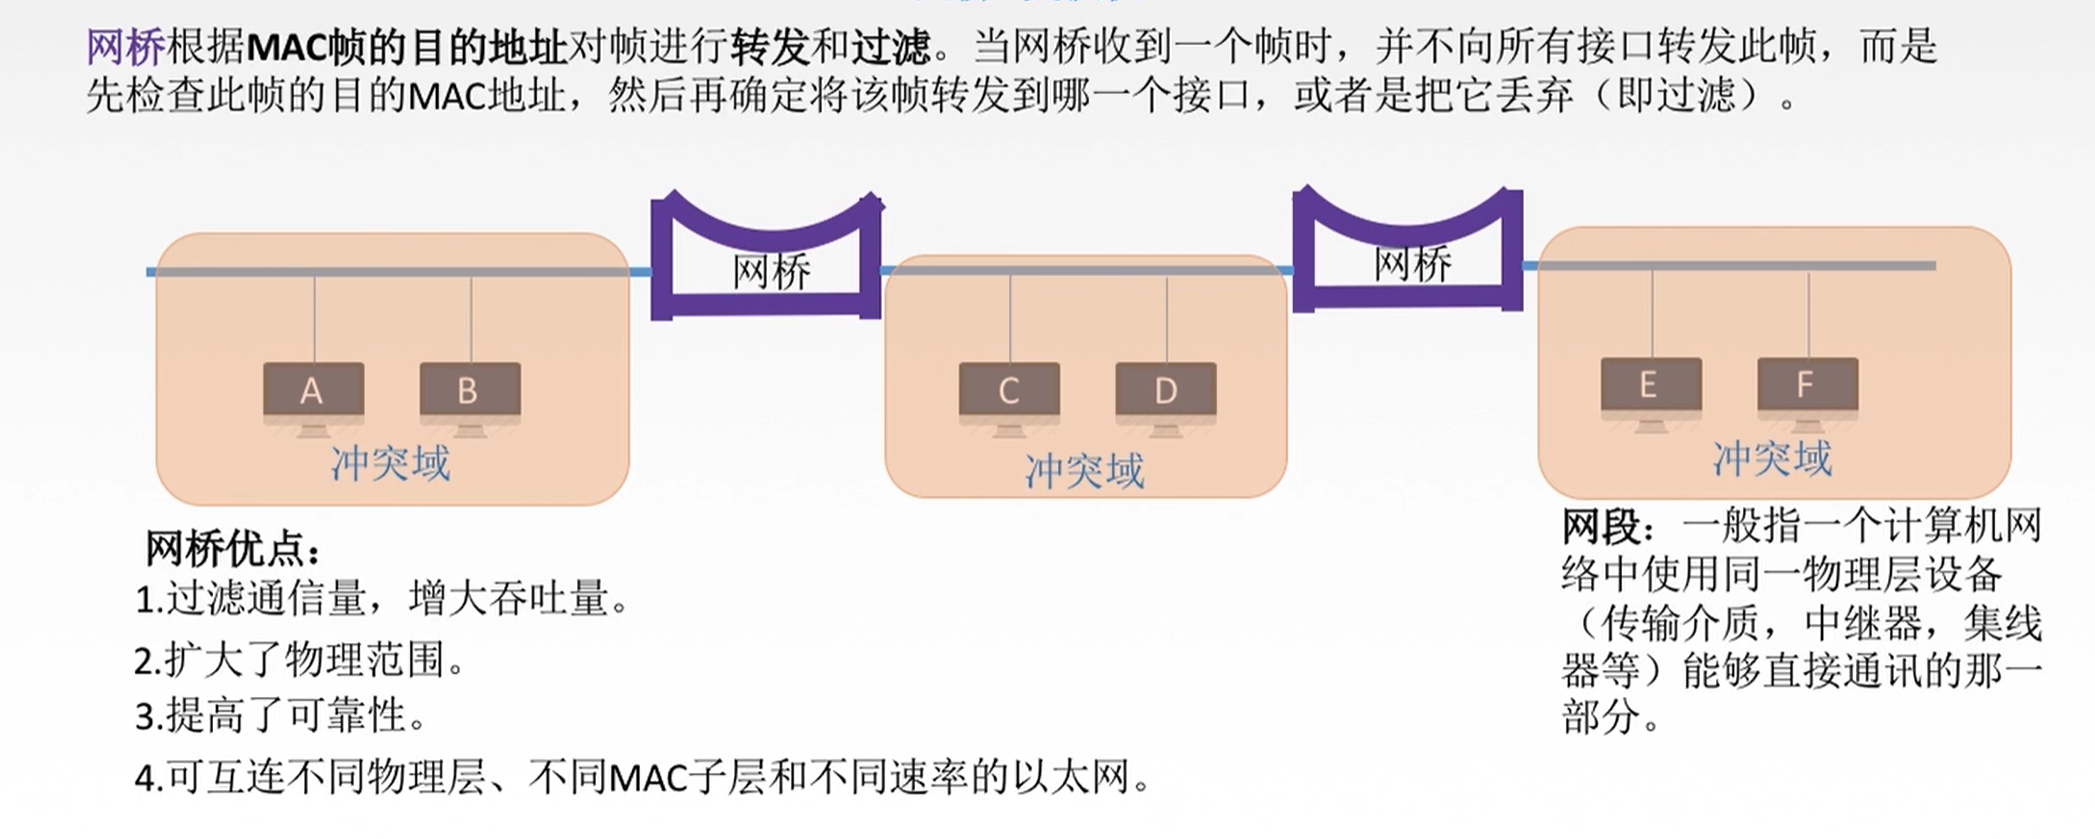 网桥根据MAC帧的目的地址对帧进行转发和过滤。当网桥收到一个帧时，并不向所有接口转发此帧，而是
先检查此帧的目的MAC地址，然后再确定将该帧转发到哪一个接口，或者是把它丢弃（即过滤）。
网桥
网桥
A
B
C
D
E
F
冲突域
冲突域
冲突域
网桥优点：
1.过滤通信量，增大吞吐量。
2.扩大了物理范围。
3.提高了可靠性。
4.可互连不同物理层、不同MAC子层和不同速率的以太网。
网段：一般指一个计算机网
络中使用同一物理层设备
（传输介质，中继器，集线
器等）能够直接通讯的那一
部分。